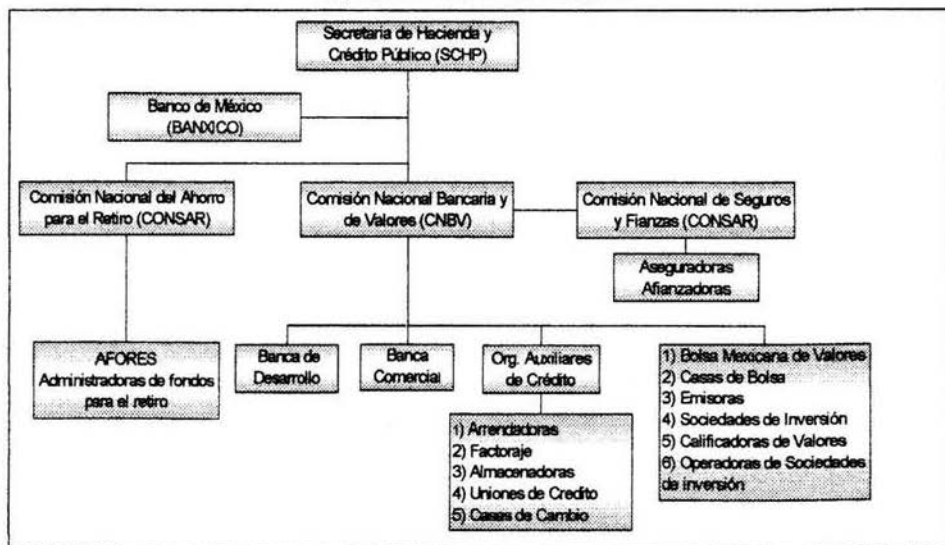 Secretaria de Hacienda y
Crédito Público (SCHP)
Banco de México
(BANXICO)
Comisión Nacional del Ahorro
para el Retiro (CONSAR)
Comisión Nacional Bancaria y
de Valores (CNBV)
Comisión Nacional de Seguros
y Fianzas (CONSAR)
Aseguradoras
Afianzadoras
AFORES
Administradoras de fondos
para el retiro
Banca de
Desarrollo
Banca
Comercial
Org. Auxiliares
de Crédito
1) Arrendadoras
2) Factoraje
3) Almacenadoras
4) Uniones de Credito
5) Casas de Cambio
1) Bolsa Mexicana de Valores
2) Casas de Bolsa
3) Emisoras
4) Sociedades de Inversión
5) Calificadoras de Valores
6) Operadoras de Sociedades
de inversión